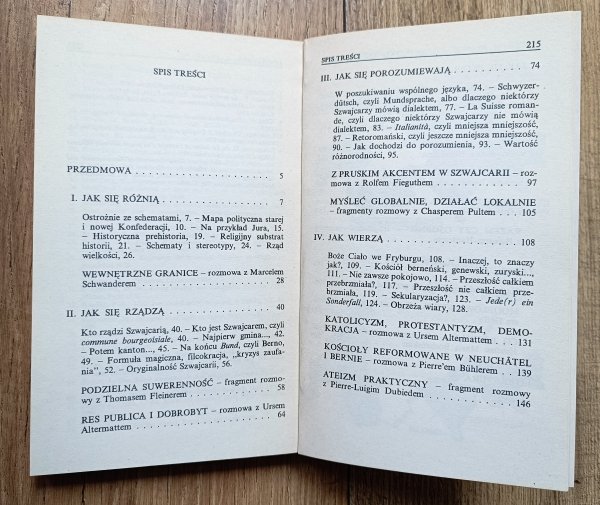 SPIS TREŚCI
PRZEDMOWA . . . . . . . . . . . . . . . . . . . . 5
I. JAK SIĘ RÓŻNIĄ . . . . . . . . . . . . . . . . 7
Ostrożnie ze schematami, 7. – Mapa polityczna starej
i nowej Konfederacji, 10. – Na przykład Jura, 15.
– Historyczna prehistoria, 19. – Religijny substrat
historii, 21. – Schematy i stereotypy, 24. – Rząd
wielkości, 26.
WEWNĘTRZNE GRANICE – rozmowa z Marcelem
Schwanderem . . . . . . . . . . . . . . . . . . 28
II. JAK SIĘ RZĄDZĄ . . . . . . . . . . . . . . . . 40
Kto rządzi Szwajcarią, 40. – Kto jest Szwajcarem, czyli
commune bourgeoisiale, 40. – Najpierw gmina..., 42.
– Potem kanton..., 45. – Na końcu Bund, czyli Berno,
49. – Formuła magiczna, filcokracja, „kryzys zaufa-
nia", 52. – Oryginalność Szwajcarii, 56.
PODZIELNA SUWERENNOŚĆ – fragment rozmo-
wy z Thomasem Fleinerem . . . . . . . . . . . . 58
RES PUBLICA I DOBROBYT – rozmowa z Ursem
Altermattem . . . . . . . . . . . . . . . . . . 64
SPIS TREŚCI 215
III. JAK SIĘ POROZUMIEWAJĄ . . . . . . . . . . . . 74
W poszukiwaniu wspólnego języka, 74. – Schwyzer-
dütsch, czyli Mundsprache, albo dlaczego niektórzy
Szwajcarzy mówią dialektem, 77. – La Suisse roman-
de, czyli dlaczego niektórzy Szwajcarzy nie mówią
dialektem, 83. – Italianità, czyli mniejsza mniejszość,
87. – Retoromański, czyli jeszcze mniejsza mniejszość,
90. – Jak dochodzi do porozumienia, 93. – Wartość
różnorodności, 95.
Z PRUSKIM AKCENTEM W SZWAJCARII – roz-
mowa z Rolfem Fieguthem . . . . . . . . . . . . 97
MYŚLEĆ GLOBALNIE, DZIAŁAĆ LOKALNIE
– fragmenty rozmowy z Chasperem Pultem . . . . 105
IV. JAK WIERZĄ . . . . . . . . . . . . . . . . . . 108
Boże Ciało we Fryburgu, 108. – Inaczej, to znaczy
jak?, 109. – Kościół berneński, genewski, zuryski...,
111. – Nie zawsze pokojowo, 114. – Przeszłość całkiem
przebrzmiała?, 117. – Przeszłość nie całkiem prze-
brzmiała, 119. – Sekularyzacja?, 123. – Jede(r) ein
Sonderfall, 124. – Obrzeża wiary, 128.
KATOLICYZM, PROTESTANTYZM, DEMO-
KRACJA – rozmowa z Ursem Altermattem . . . . . 131
KOŚCIOŁY REFORMOWANE W NEUCHÂTEL
I BERNIE – rozmowa z Pierre'em Bühlerem . . . . 139
ATEIZM PRAKTYCZNY – fragment rozmowy
z Pierre-Luigim Dubiedem . . . . . . . . . . . . 146